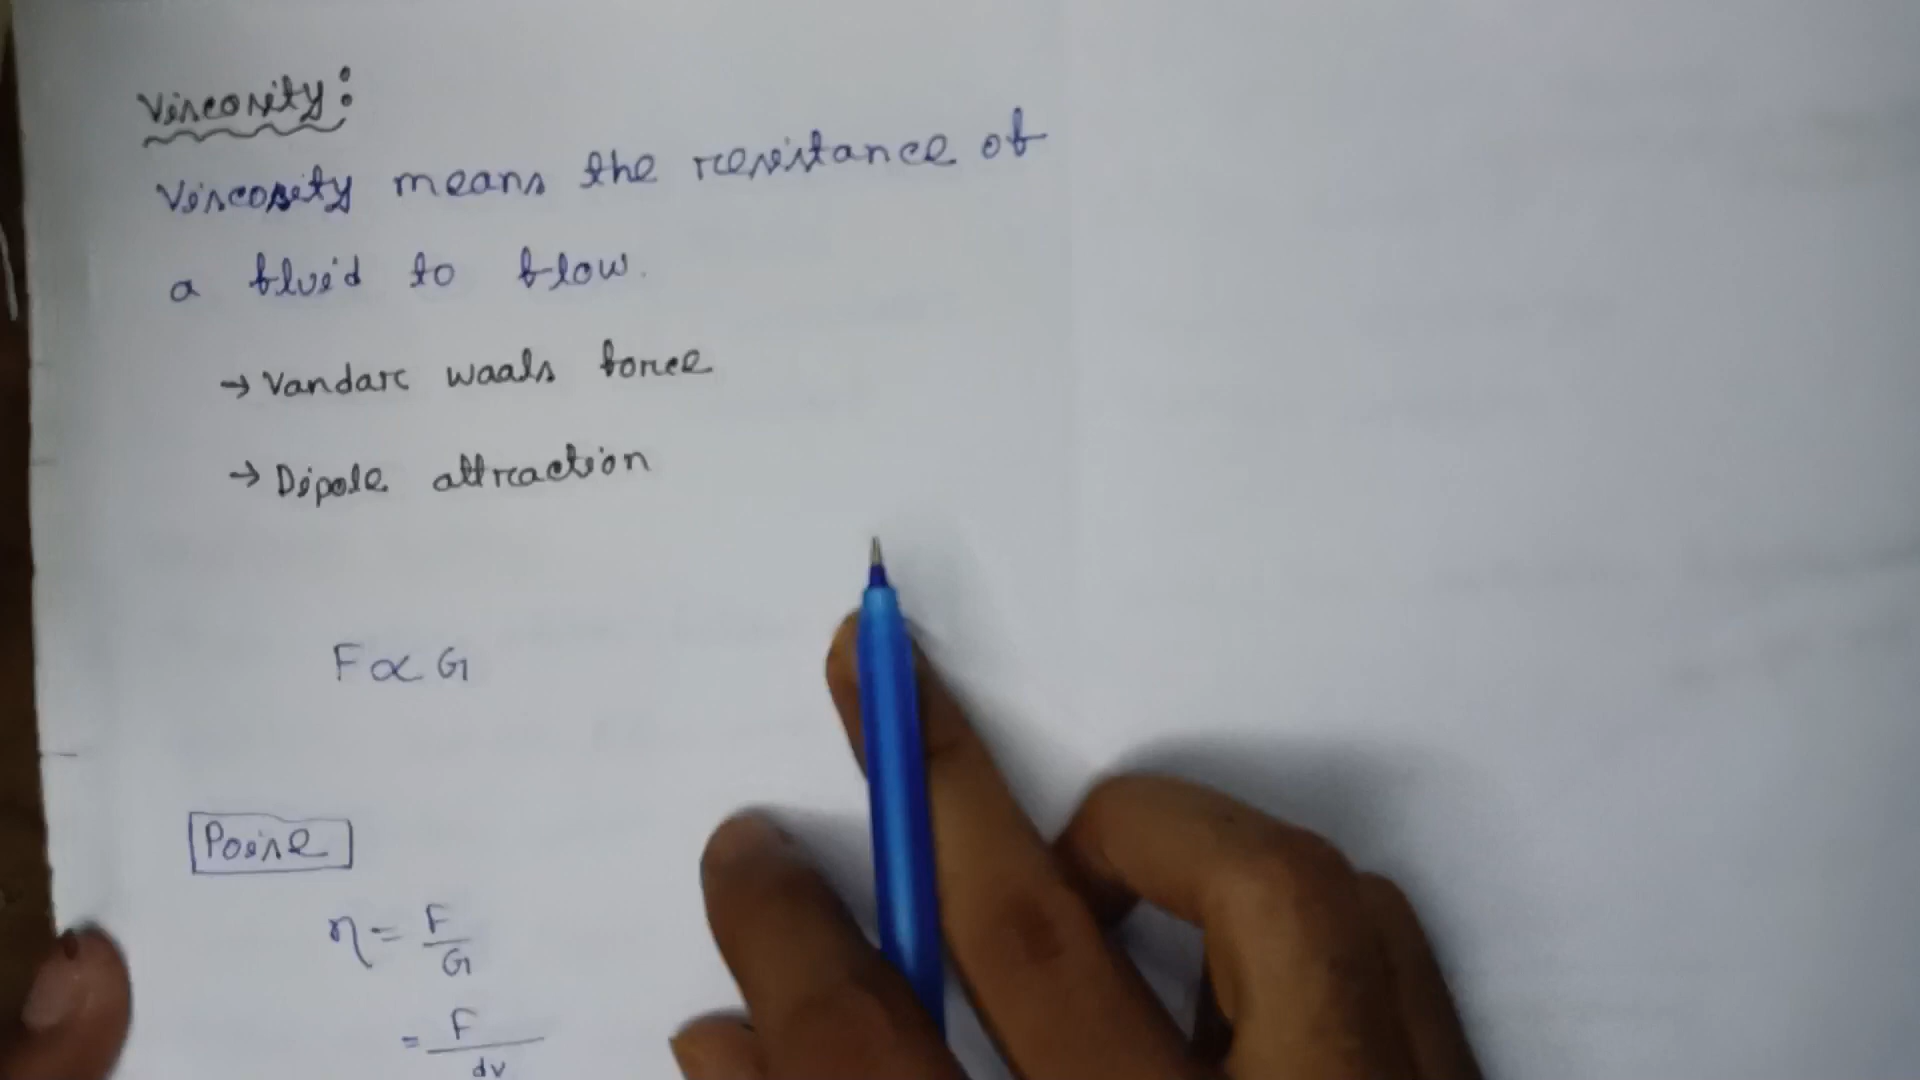 Viscosity:
Viscosity means the resistance of
a fluid to flow.
→ Vandar waals force
→ Dipole attraction
F ∝ G
Poise
η = F/G
= F/dv